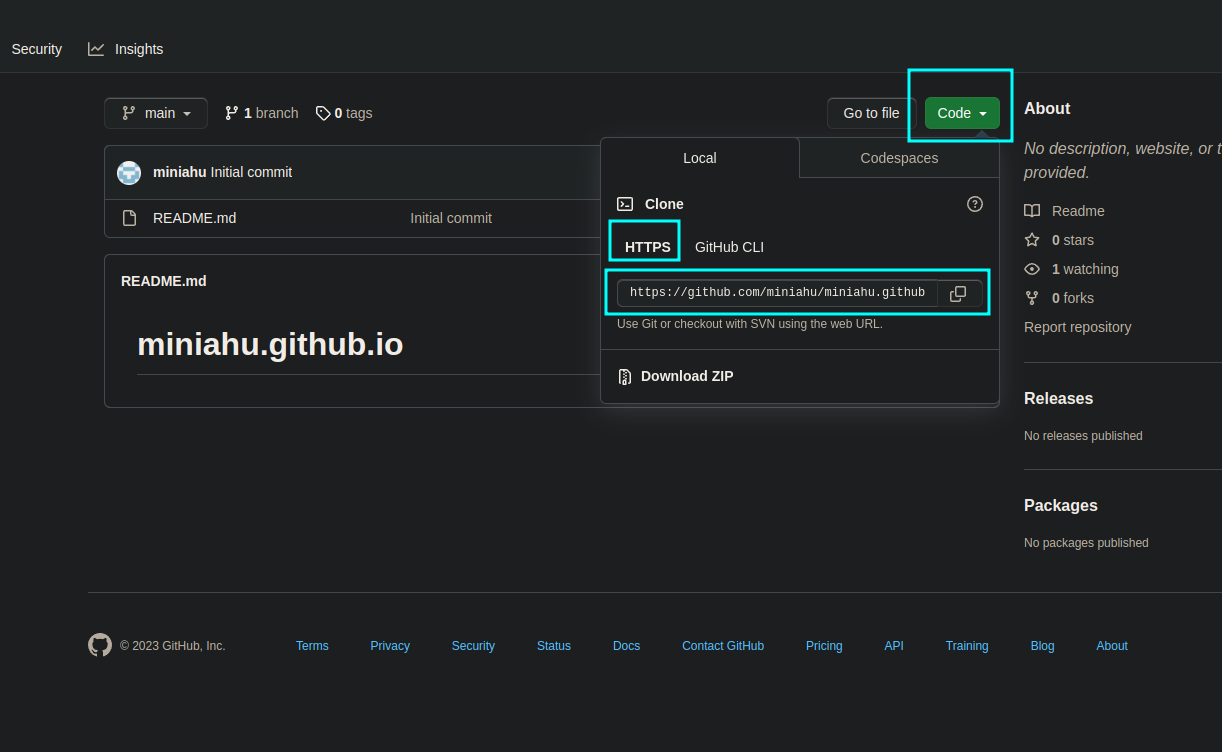 Security Insights
main 1 branch 0 tags Go to file Code
miniahu Initial commit
README.md Initial commit
README.md
miniahu.github.io
Local Codespaces
Clone
HTTPS GitHub CLI
https://github.com/miniahu/miniahu.github
Use Git or checkout with SVN using the web URL.
Download ZIP
About
No description, website, or t
provided.
Readme
0 stars
1 watching
0 forks
Report repository
Releases
No releases published
Packages
No packages published
© 2023 GitHub, Inc. Terms Privacy Security Status Docs Contact GitHub Pricing API Training Blog About